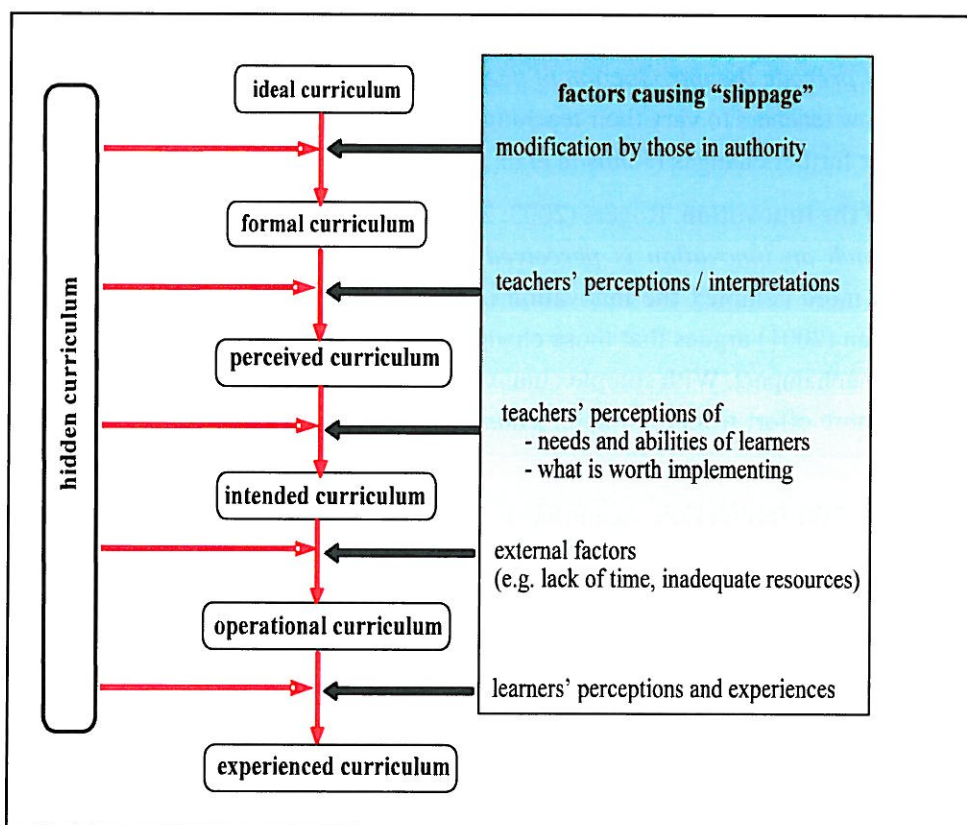 hidden curriculum
ideal curriculum
formal curriculum
perceived curriculum
intended curriculum
operational curriculum
experienced curriculum
factors causing “slippage”
modification by those in authority
teachers’ perceptions / interpretations
teachers’ perceptions of
- needs and abilities of learners
- what is worth implementing
external factors
(e.g. lack of time, inadequate resources)
learners’ perceptions and experiences